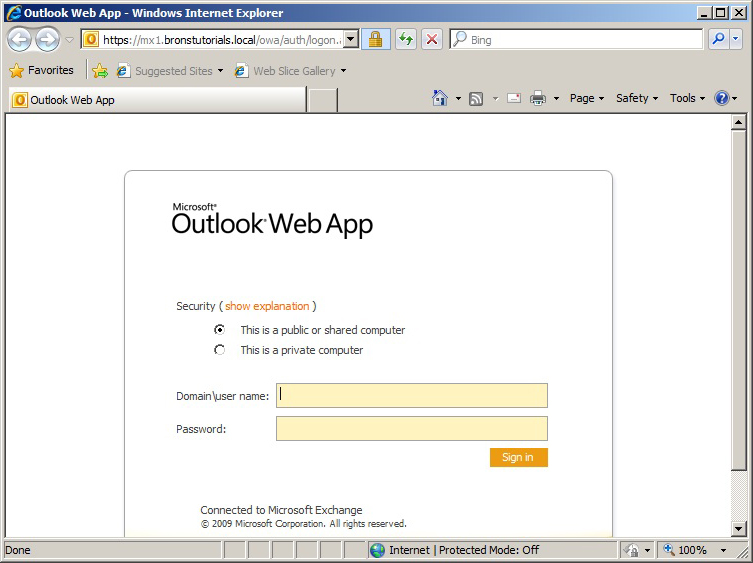 Outlook Web App - Windows Internet Explorer
https://mx1.bronstutorials.local/owa/auth/logon.
Bing
Favorites
Suggested Sites
Web Slice Gallery
Outlook Web App
Page
Safety
Tools
Microsoft®
Outlook® Web App
Security ( show explanation )
This is a public or shared computer
This is a private computer
Domain\user name:
Password:
Sign in
Connected to Microsoft Exchange
© 2009 Microsoft Corporation. All rights reserved.
Done
Internet | Protected Mode: Off
100%